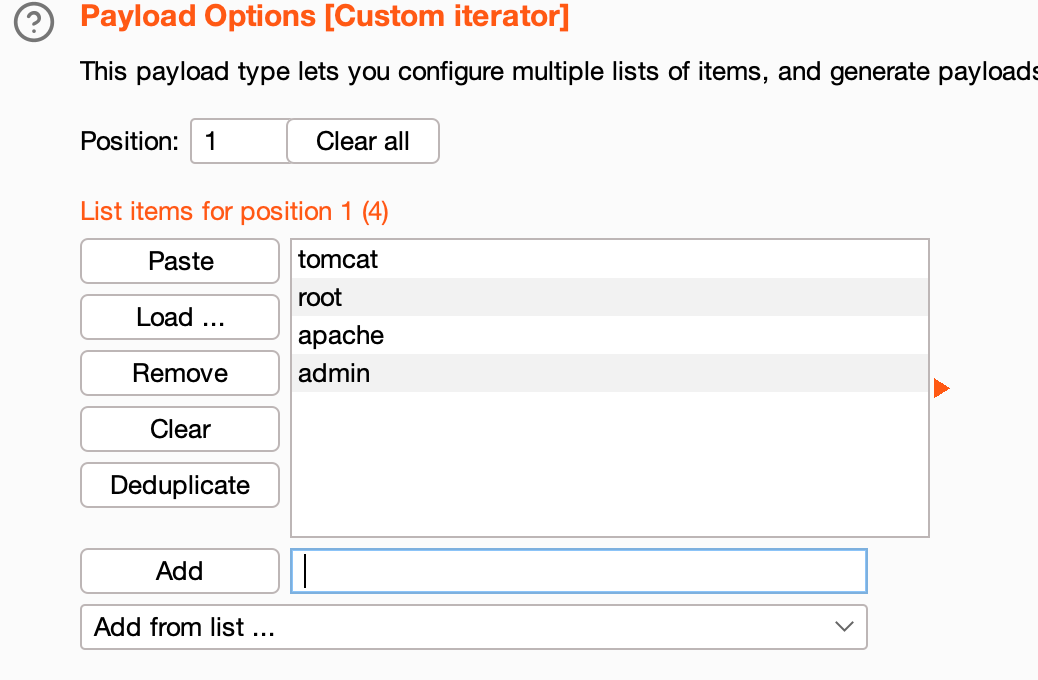 ?
Payload Options [Custom iterator]
This payload type lets you configure multiple lists of items, and generate payloads
Position: 1 Clear all
List items for position 1 (4)
Paste
Load ...
Remove
Clear
Deduplicate
tomcat
root
apache
admin
Add
Add from list ...